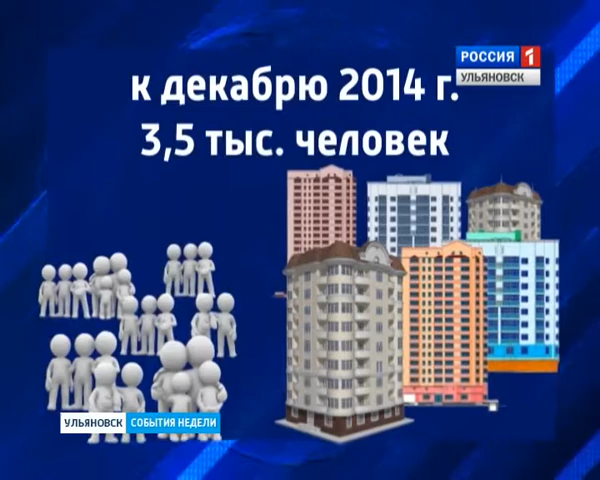 РОССИЯ 1
УЛЬЯНОВСК
к декабрю 2014 г.
3,5 тыс. человек
УЛЬЯНОВСК СОБЫТИЯ НЕДЕЛИ